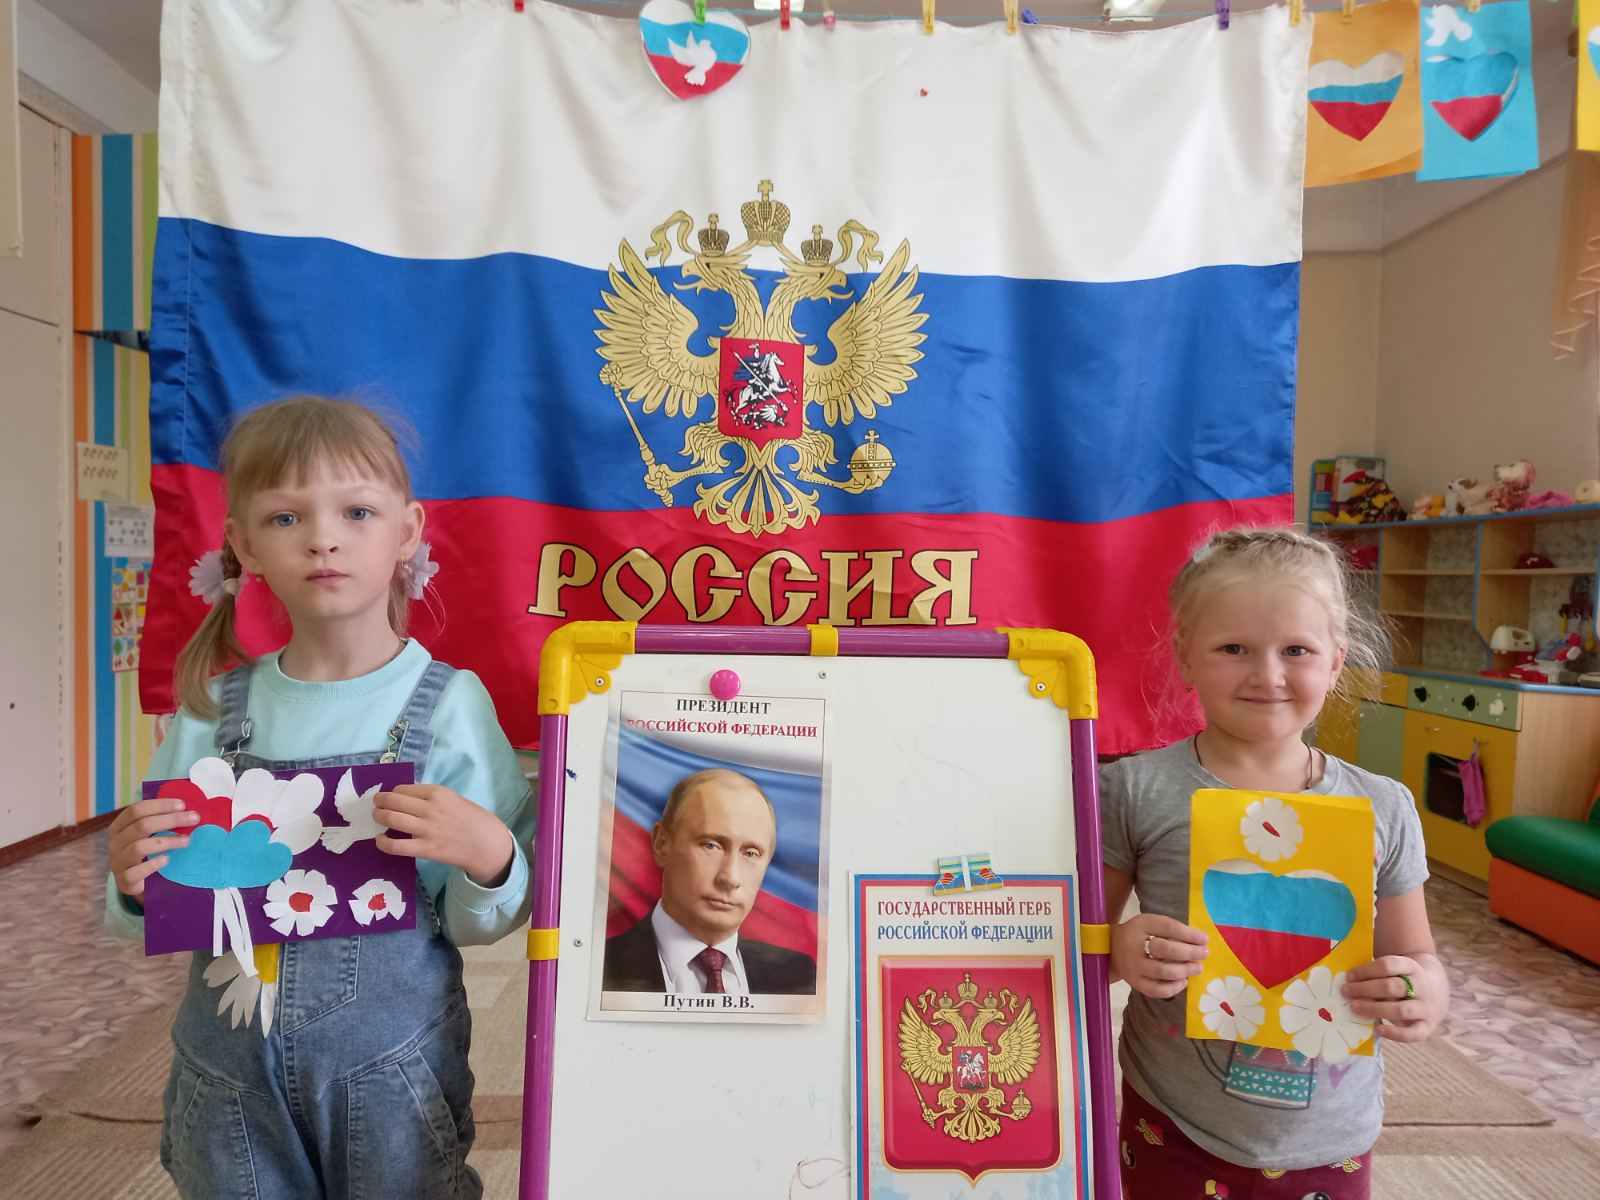 РОССИЯ
ПРЕЗИДЕНТ
РОССИЙСКОЙ ФЕДЕРАЦИИ
Путин В.В.
ГОСУДАРСТВЕННЫЙ ГЕРБ
РОССИЙСКОЙ ФЕДЕРАЦИИ